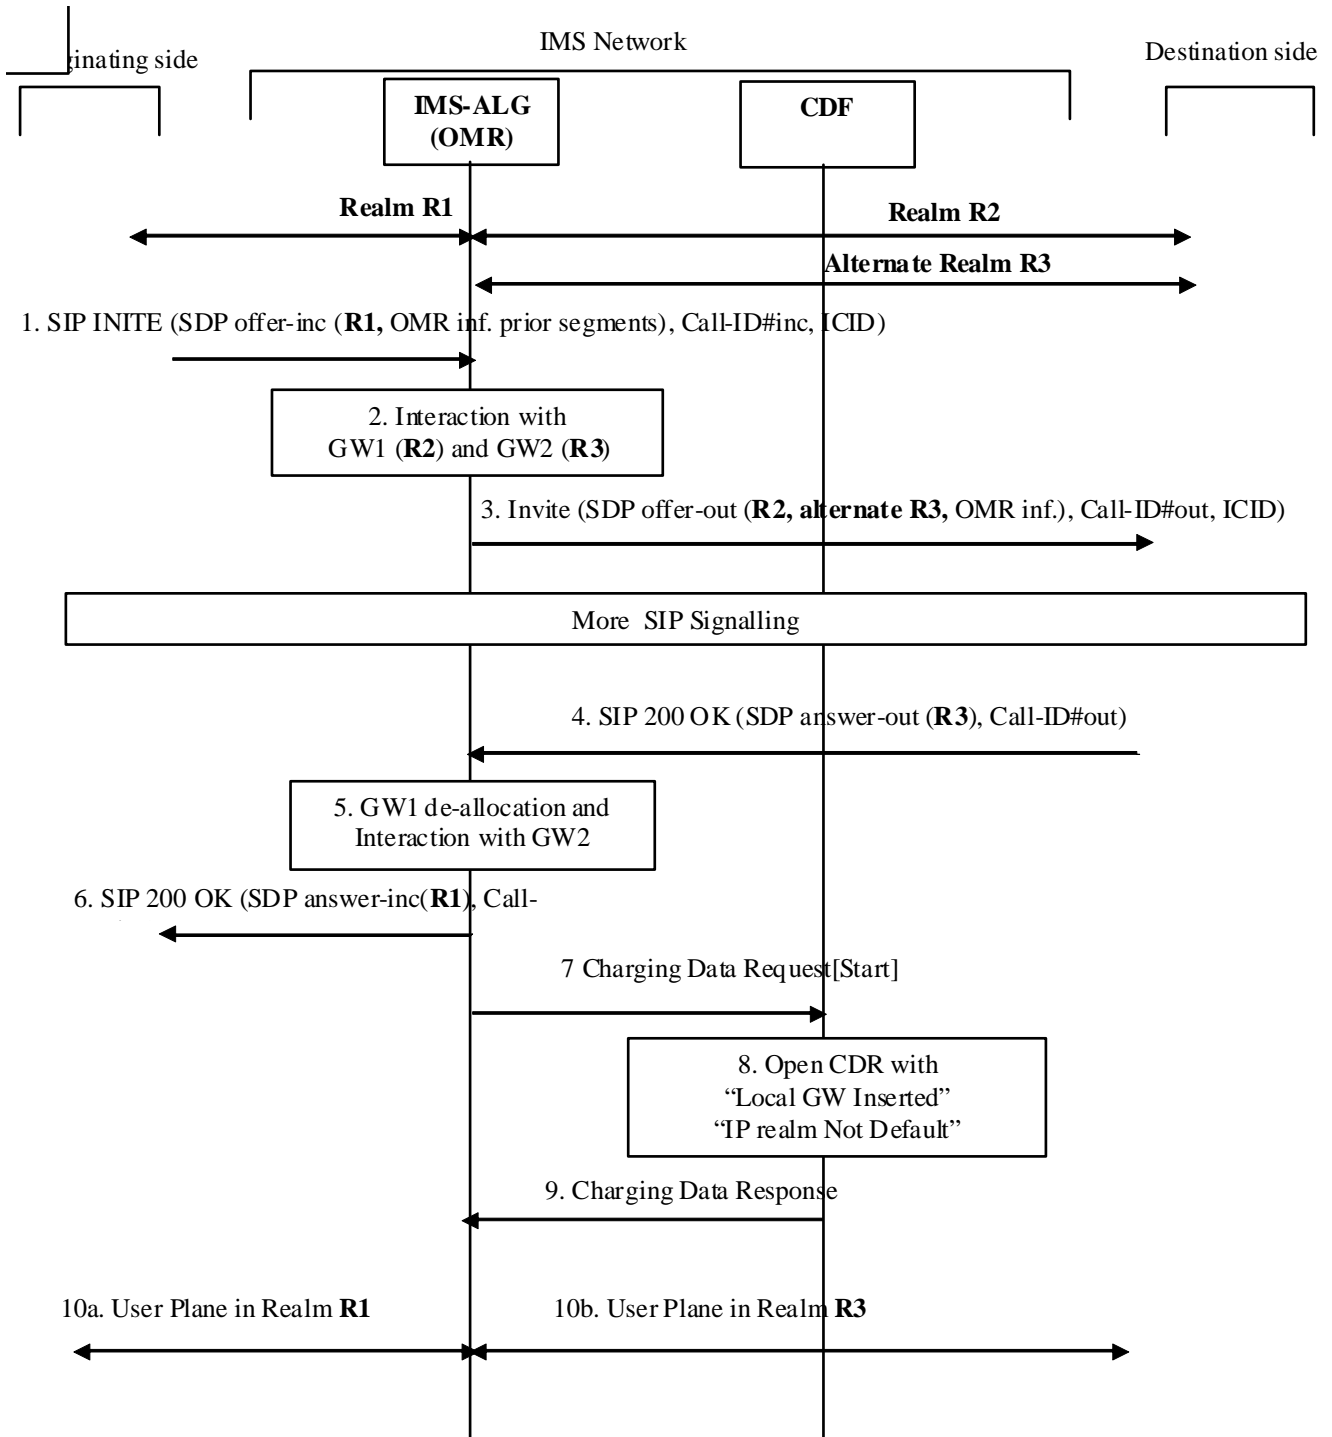 IMS Network
ginating side
Destination side
IMS-ALG
(OMR)
CDF
Realm R1
Realm R2
Alternate Realm R3
1. SIP INITE (SDP offer-inc (R1, OMR inf. prior segments), Call-ID#inc, ICID)
2. Interaction with
GW1 (R2) and GW2 (R3)
3. Invite (SDP offer-out (R2, alternate R3, OMR inf.), Call-ID#out, ICID)
More SIP Signalling
4. SIP 200 OK (SDP answer-out (R3), Call-ID#out)
5. GW1 de-allocation and
Interaction with GW2
6. SIP 200 OK (SDP answer-inc(R1), Call-
7 Charging Data Request[Start]
8. Open CDR with
“Local GW Inserted”
“IP realm Not Default”
9. Charging Data Response
10a. User Plane in Realm R1
10b. User Plane in Realm R3